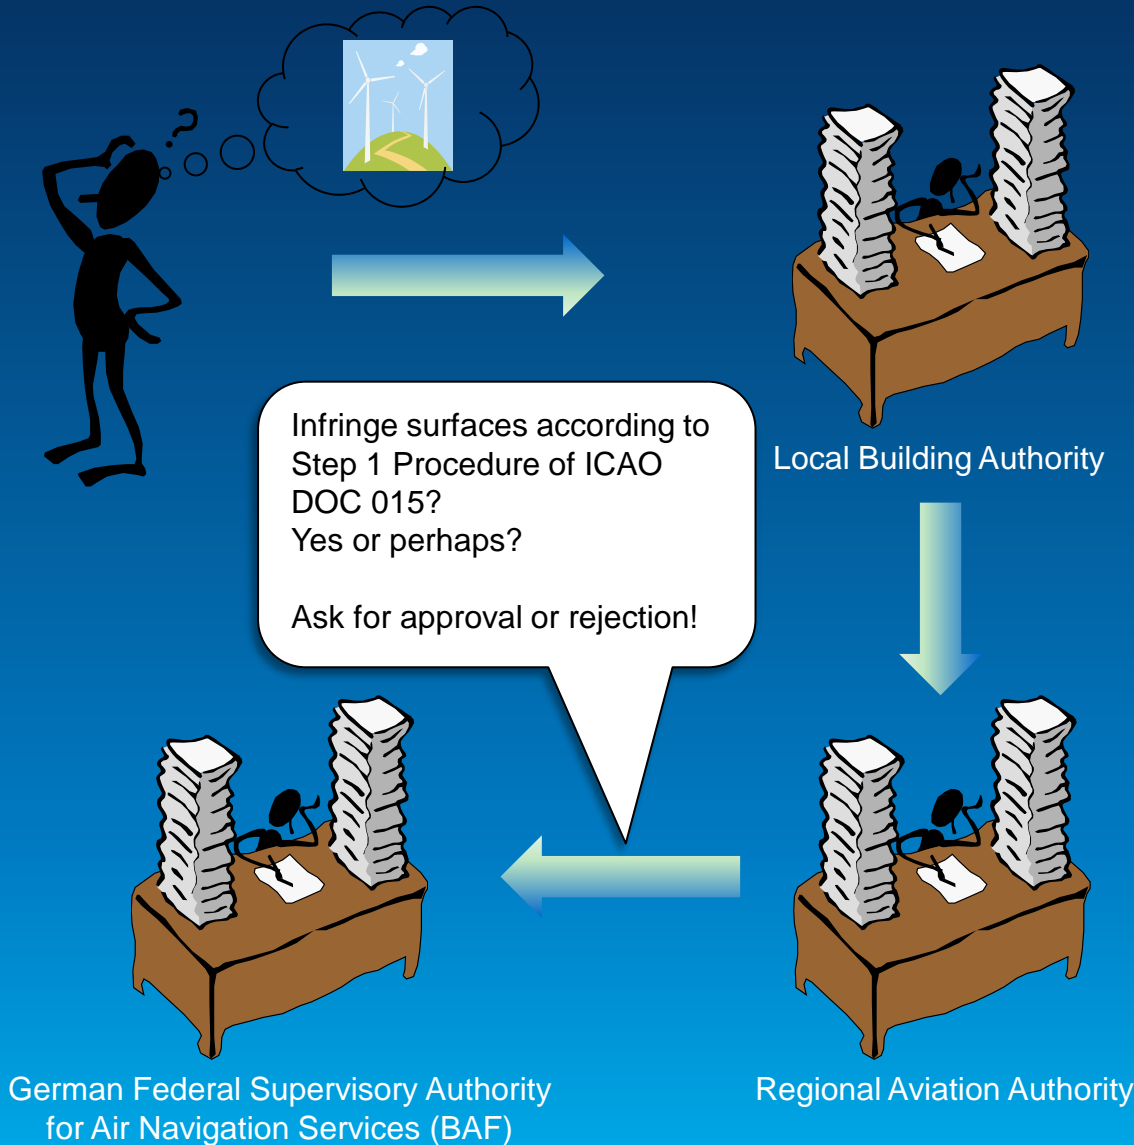 ?
Local Building Authority
Infringe surfaces according to
Step 1 Procedure of ICAO
DOC 015?
Yes or perhaps?
Ask for approval or rejection!
Regional Aviation Authority
German Federal Supervisory Authority
for Air Navigation Services (BAF)